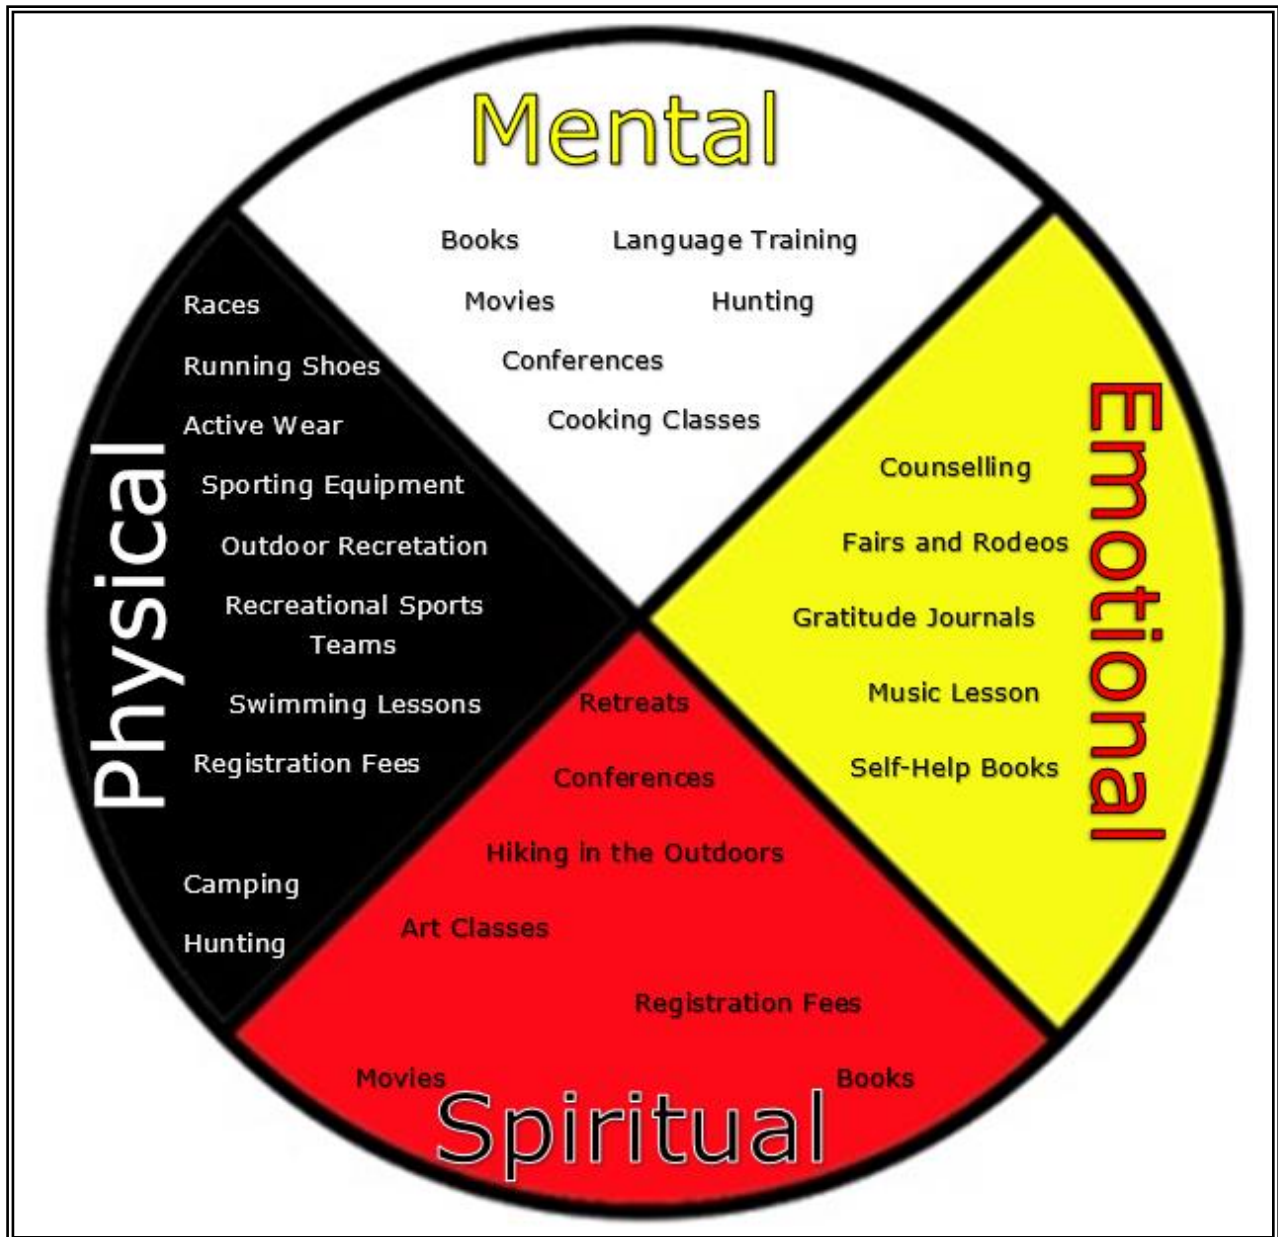 Mental
Books
Language Training
Movies
Hunting
Conferences
Cooking Classes
Physical
Races
Running Shoes
Active Wear
Sporting Equipment
Outdoor Recretation
Recreational Sports
Teams
Swimming Lessons
Registration Fees
Camping
Hunting
Emotional
Counselling
Fairs and Rodeos
Gratitude Journals
Music Lesson
Self-Help Books
Retreats
Conferences
Hiking in the Outdoors
Art Classes
Registration Fees
Movies
Books
Spiritual